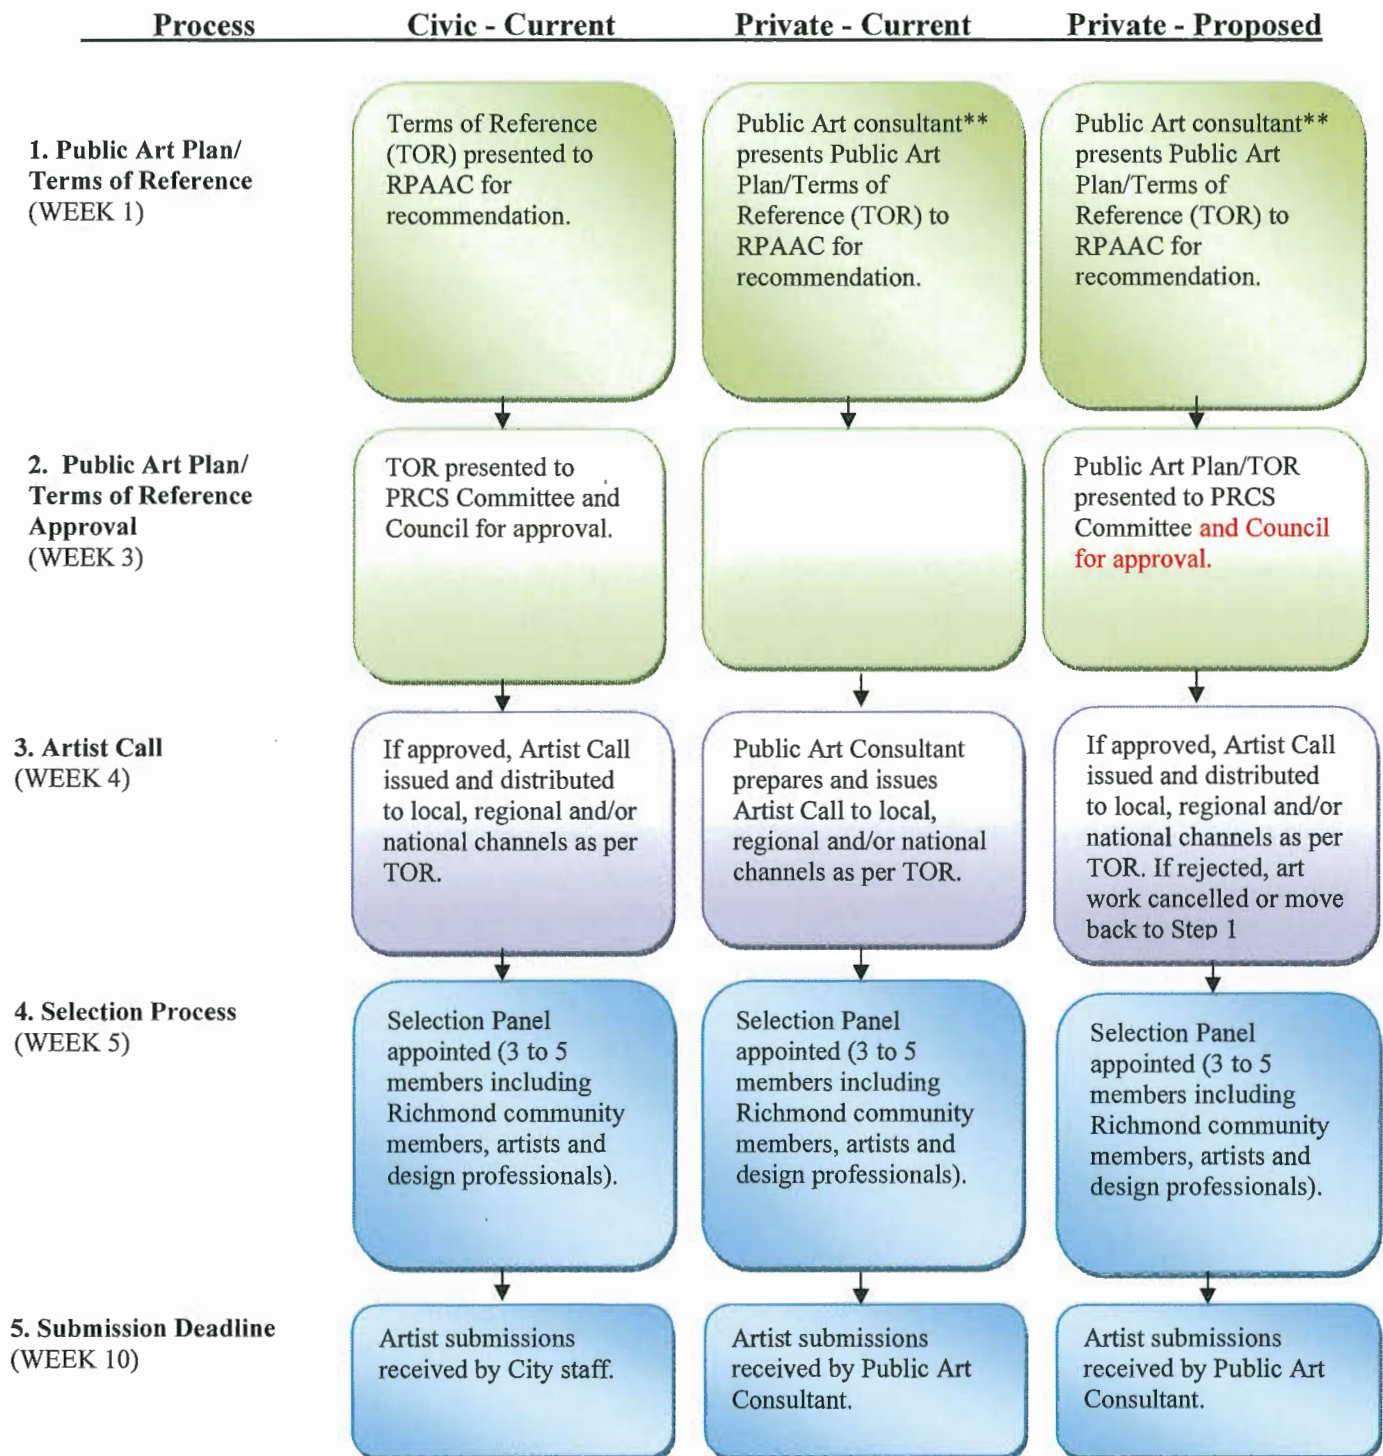 Process Civic - Current Private - Current Private - Proposed
1. Public Art Plan/
Terms of Reference
(WEEK 1)
Terms of Reference
(TOR) presented to
RPAAC for
recommendation.
Public Art consultant**
presents Public Art
Plan/Terms of
Reference (TOR) to
RPAAC for
recommendation.
Public Art consultant**
presents Public Art
Plan/Terms of
Reference (TOR) to
RPAAC for
recommendation.
2. Public Art Plan/
Terms of Reference
Approval
(WEEK 3)
TOR presented to
PRCS Committee and
Council for approval.
Public Art Plan/TOR
presented to PRCS
Committee and Council
for approval.
3. Artist Call
(WEEK 4)
If approved, Artist Call
issued and distributed
to local, regional and/or
national channels as per
TOR.
Public Art Consultant
prepares and issues
Artist Call to local,
regional and/or national
channels as per TOR.
If approved, Artist Call
issued and distributed
to local, regional and/or
national channels as per
TOR. If rejected, art
work cancelled or move
back to Step 1
4. Selection Process
(WEEK 5)
Selection Panel
appointed (3 to 5
members including
Richmond community
members, artists and
design professionals).
Selection Panel
appointed (3 to 5
members including
Richmond community
members, artists and
design professionals).
Selection Panel
appointed (3 to 5
members including
Richmond community
members, artists and
design professionals).
5. Submission Deadline
(WEEK 10)
Artist submissions
received by City staff.
Artist submissions
received by Public Art
Consultant.
Artist submissions
received by Public Art
Consultant.